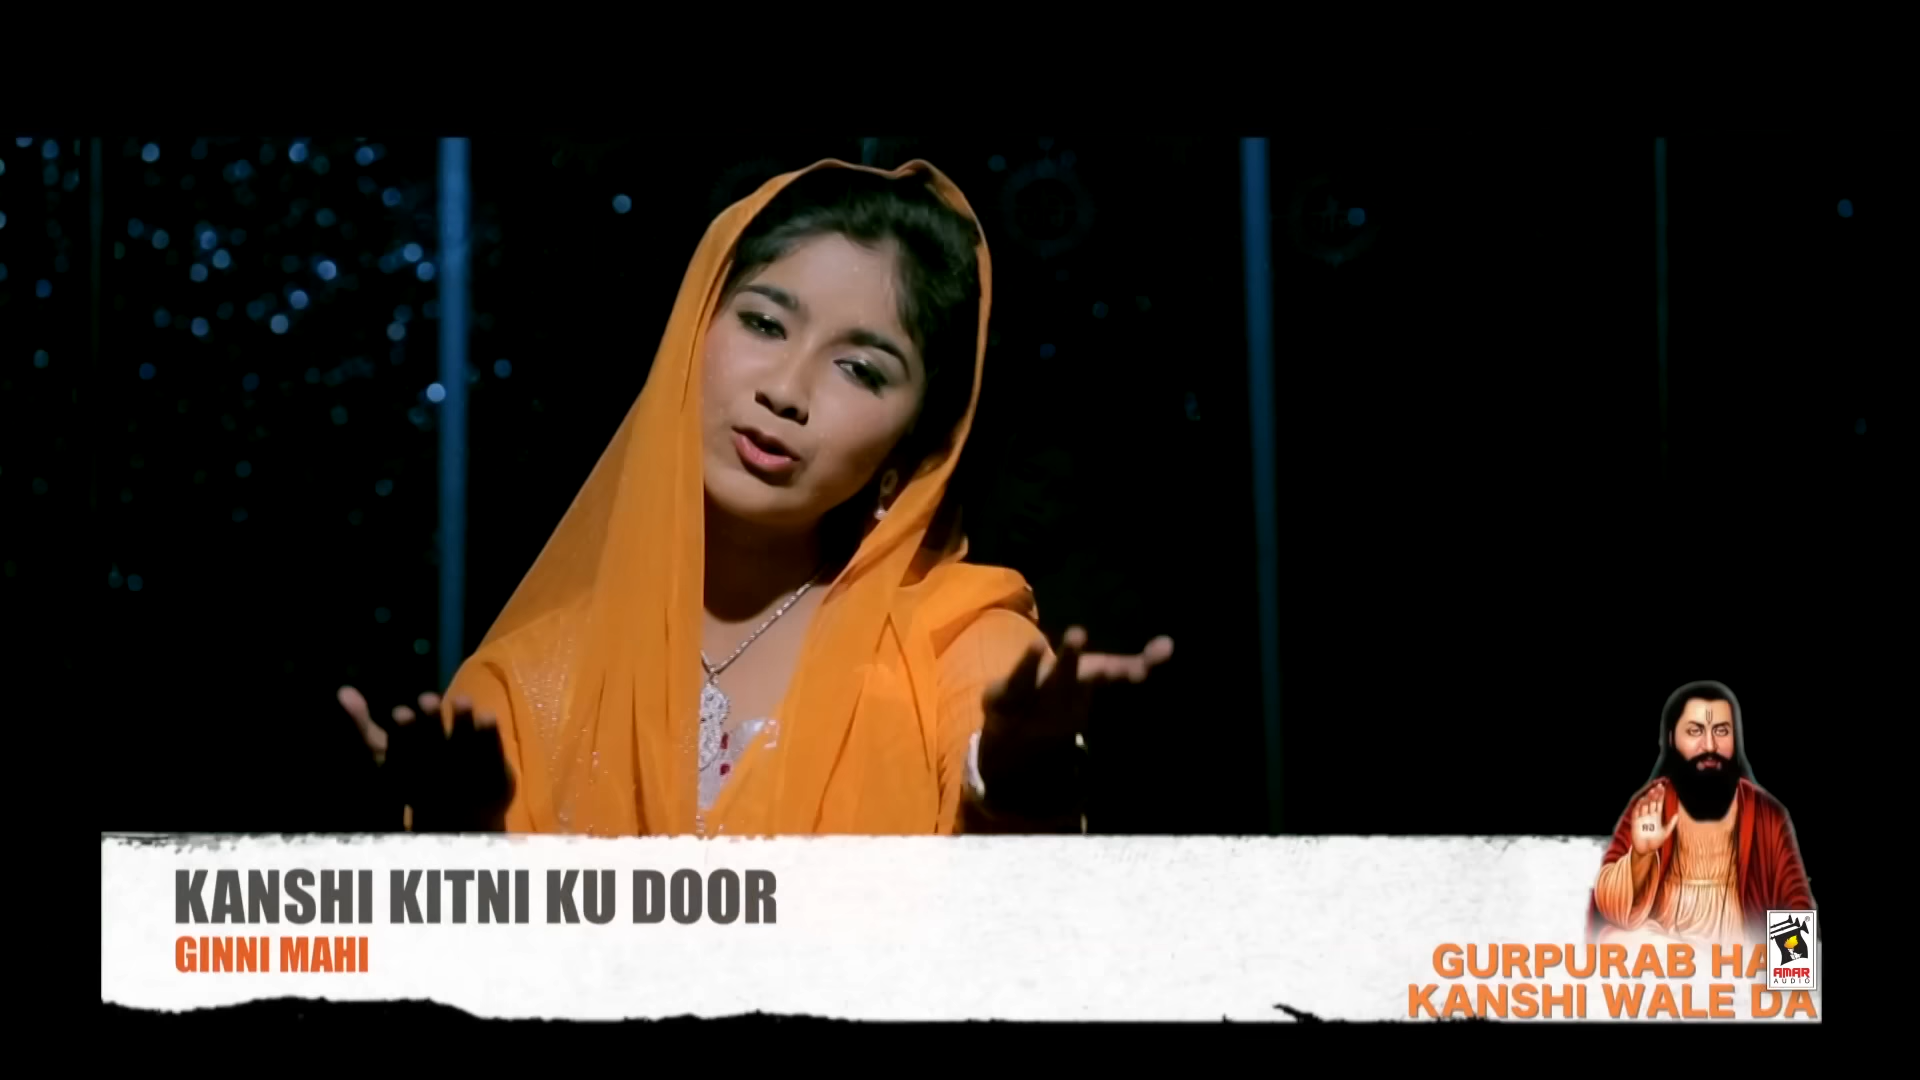 KANSHI KITNI KU DOOR
GINNI MAHI
GURPURAB HA
KANSHI WALE DA
AMAR
AUDIO